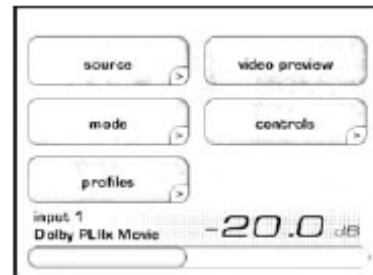 source >
video preview
mode >
controls >
profiles >
input 1
Dolby PLIIx Movie
-20.0 dB